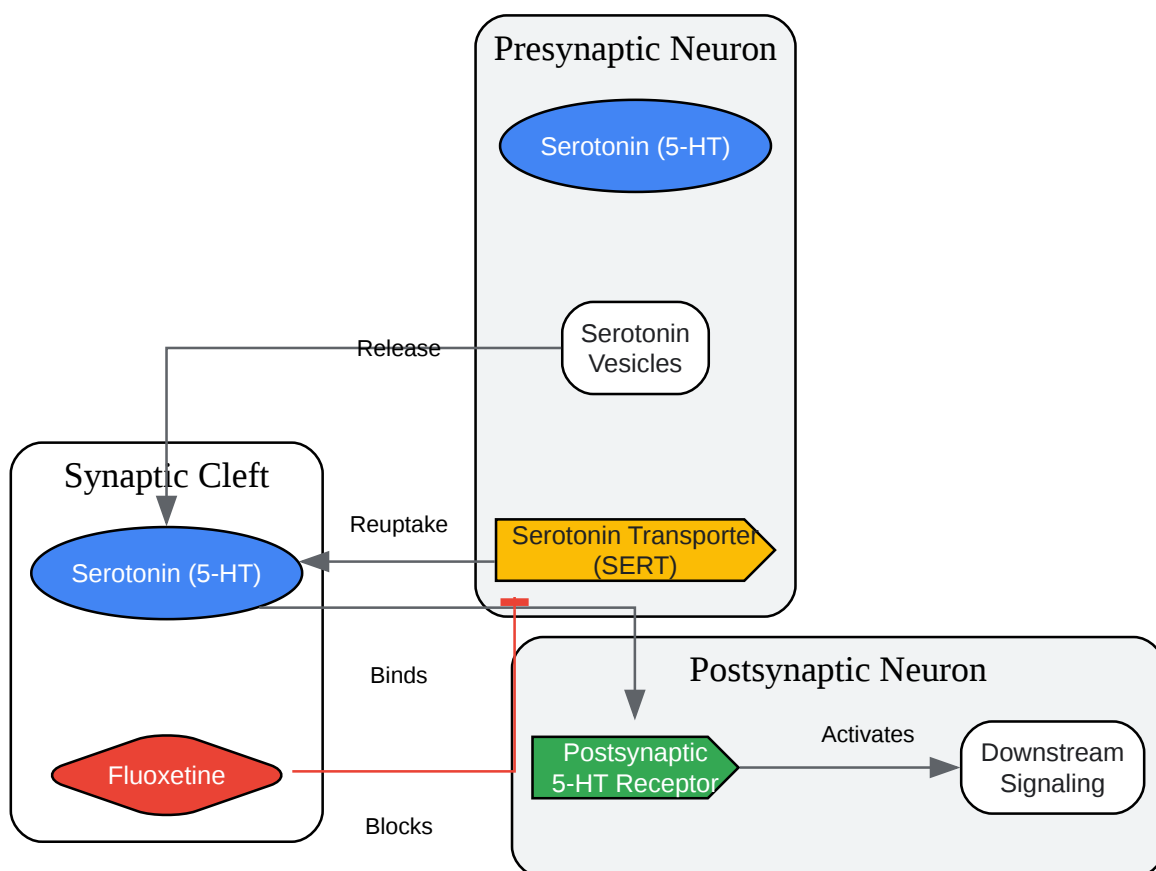 Presynaptic Neuron
Serotonin (5-HT)
Serotonin
Vesicles
Release
Synaptic Cleft
Reuptake
Serotonin Transporter
(SERT)
Serotonin (5-HT)
Binds
Postsynaptic Neuron
Fluoxetine
Blocks
Postsynaptic
5-HT Receptor
Activates
Downstream
Signaling